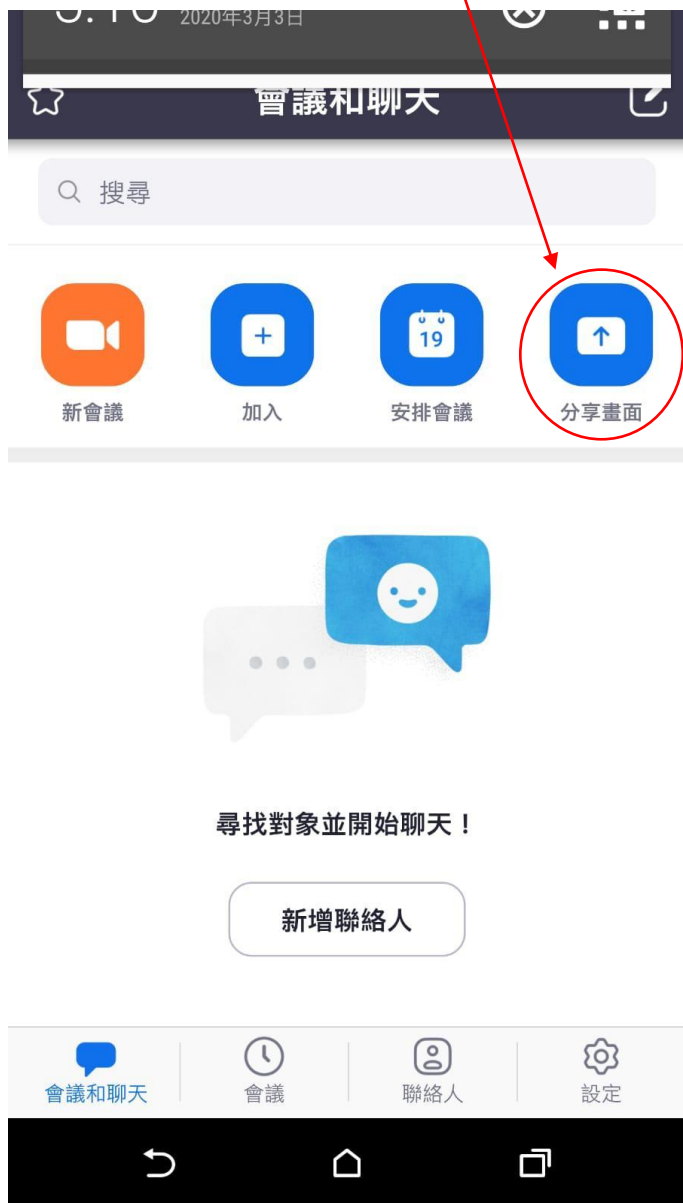 2020年3月3日
會議和聊天
搜尋
19
新會議
加入
安排會議
分享畫面
尋找對象並開始聊天！
新增聯絡人
會議和聊天
會議
聯絡人
設定